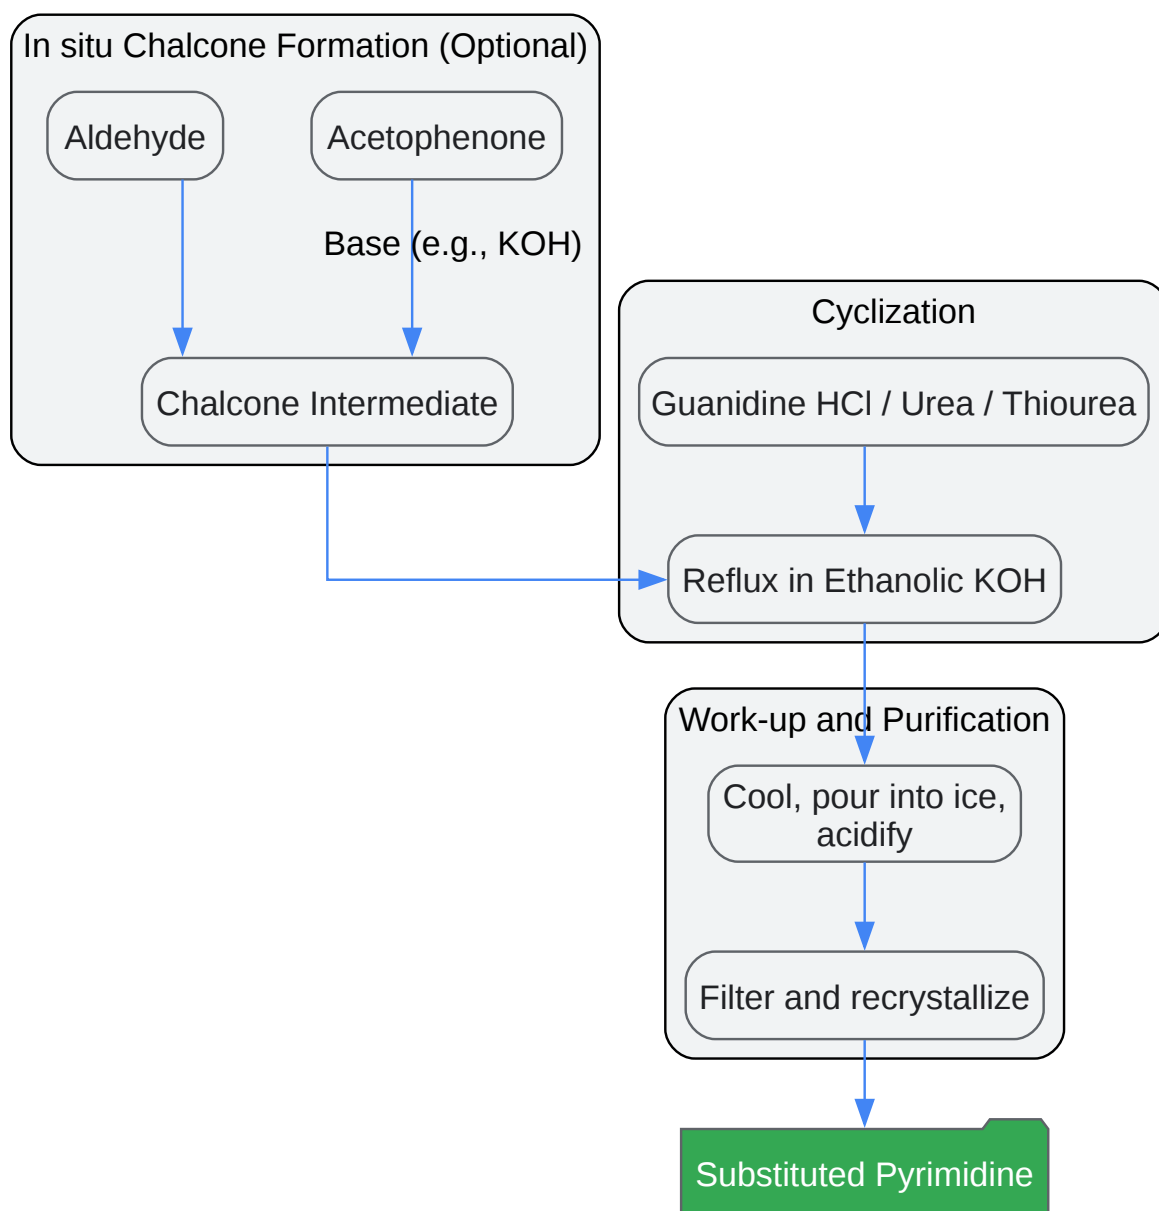 In situ Chalcone Formation (Optional)
Aldehyde
Acetophenone
Base (e.g., KOH)
Chalcone Intermediate
Cyclization
Guanidine HCl / Urea / Thiourea
Reflux in Ethanolic KOH
Work-up and Purification
Cool, pour into ice,
acidify
Filter and recrystallize
Substituted Pyrimidine